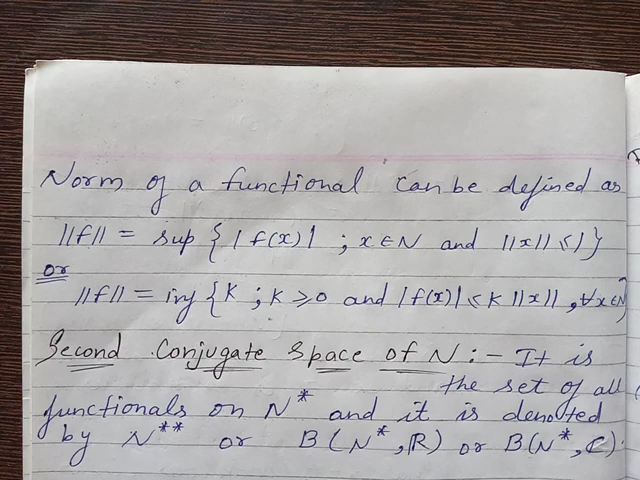 Norm of a functional can be defined as
||f|| = sup { |f(x)| ; x ∈ N and ||x|| ≤ 1 }
or
||f|| = inf { K ; K ≥ 0 and |f(x)| ≤ K ||x|| , ∀ x ∈ N }
Second Conjugate Space of N :- It is
the set of all
functionals on N* and it is denoted
by N** or B(N*, R) or B(N*, C).